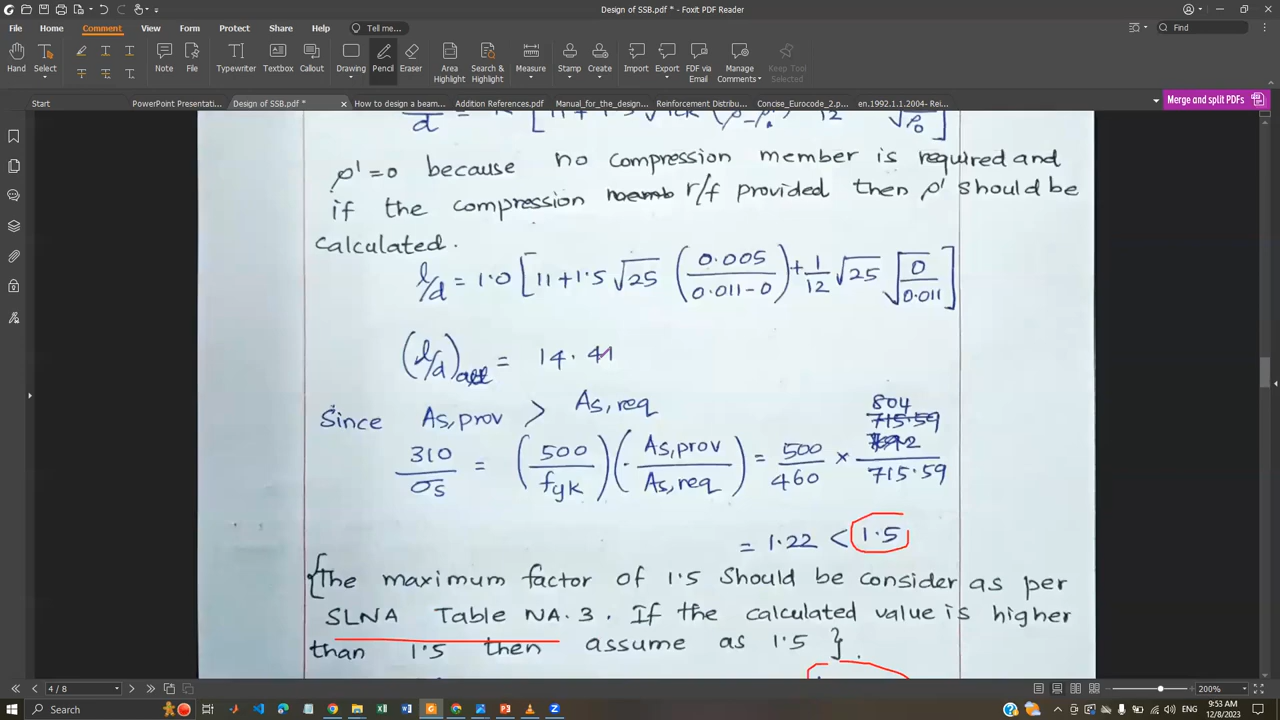 Design of SSB.pdf * - Foxit PDF Reader
File Home Comment View Form Protect Share Help Tell me... Find
Hand Select Note File Typewriter Textbox Callout Drawing Pencil Eraser Area Highlight Search & Highlight Measure Stamp Create Import Export FDF via Email Manage Comments Keep Tool Selected
Start PowerPoint Presentati... Design of SSB.pdf * How to design a beam... Addition References.pdf Manual_for_the_design... Reinforcement Distribu... Concise_Eurocode_2.p... en.1992.1.1.2004- Rei... Merge and split PDFs
ρ' = 0 because no compression member is required and
if the compression r/f provided then ρ' should be
calculated.
l/d = 1.0 [11 + 1.5 √25 (0.005 / 0.011 - 0) + 1/12 √25 √(0 / 0.011)]
(l/d) = 14.41
Since As,prov > As,req
310/σs = (500/fyk)(As,prov/As,req) = 500/460 × 804/715.59
= 1.22 < 1.5
{The maximum factor of 1.5 should be consider as per
SLNA Table NA.3. If the calculated value is higher
than 1.5 then assume as 1.5}.
4 / 8 200%
Search ENG 9:53 AM
12/8/2023